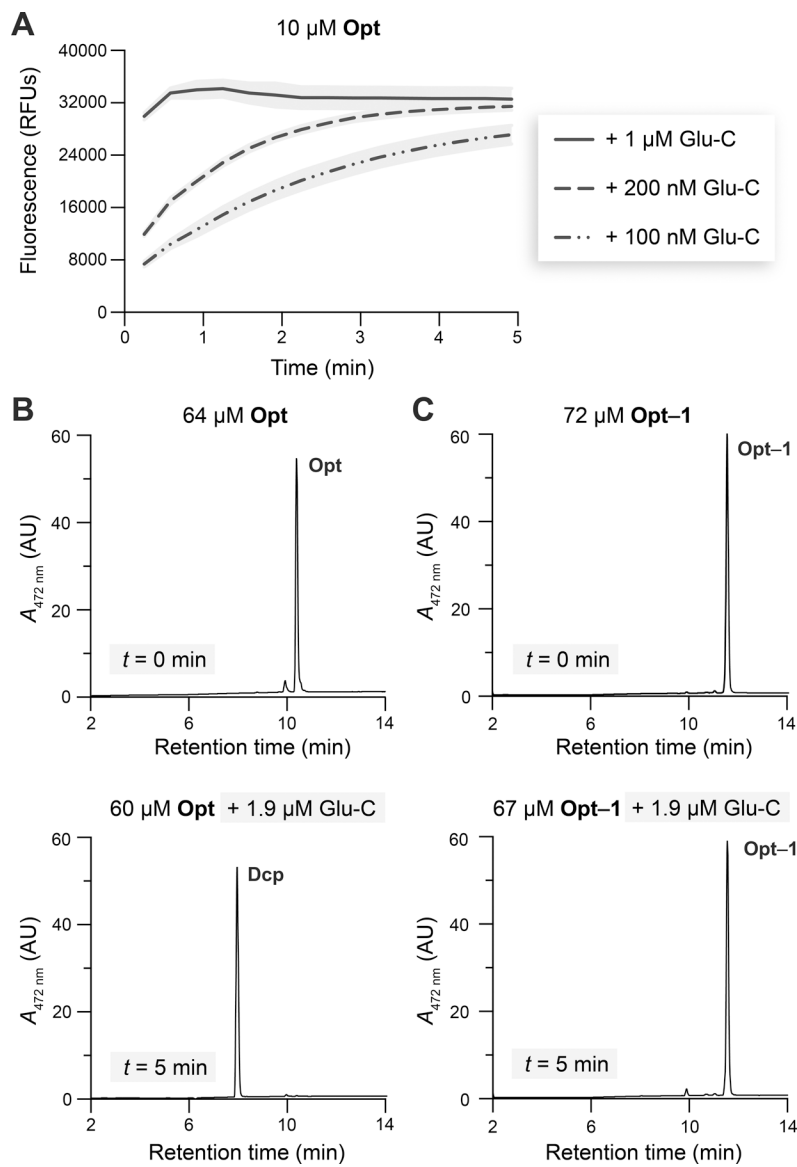 A
10 µM Opt
Fluorescence (RFUs)
40000
32000
24000
16000
8000
0
0 1 2 3 4 5
Time (min)
+ 1 µM Glu-C
+ 200 nM Glu-C
+ 100 nM Glu-C
B
64 µM Opt
A472 nm (AU)
60
40
20
0
Opt
t = 0 min
2 6 10 14
Retention time (min)
C
72 µM Opt–1
A472 nm (AU)
60
40
20
0
Opt–1
t = 0 min
2 6 10 14
Retention time (min)
60 µM Opt + 1.9 µM Glu-C
A472 nm (AU)
60
40
20
0
Dcp
t = 5 min
2 6 10 14
Retention time (min)
67 µM Opt–1 + 1.9 µM Glu-C
A472 nm (AU)
60
40
20
0
Opt–1
t = 5 min
2 6 10 14
Retention time (min)